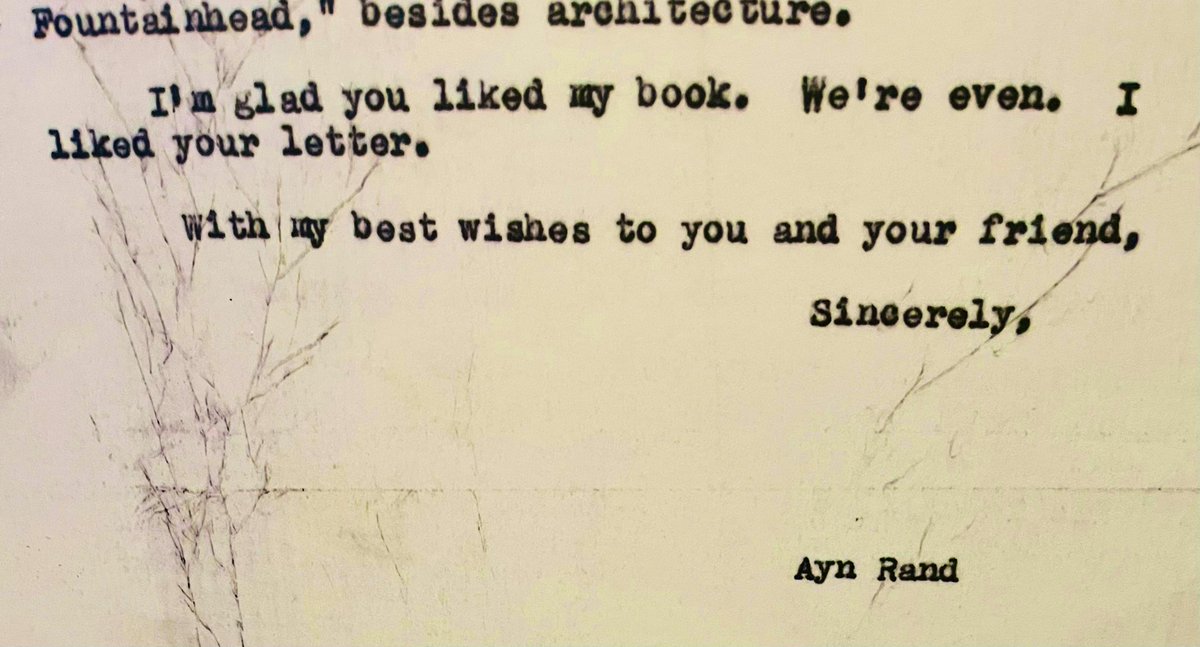 Fountainhead," besides architecture.
I'm glad you liked my book. We're even. I
liked your letter.
With my best wishes to you and your friend,
Sincerely,
Ayn Rand